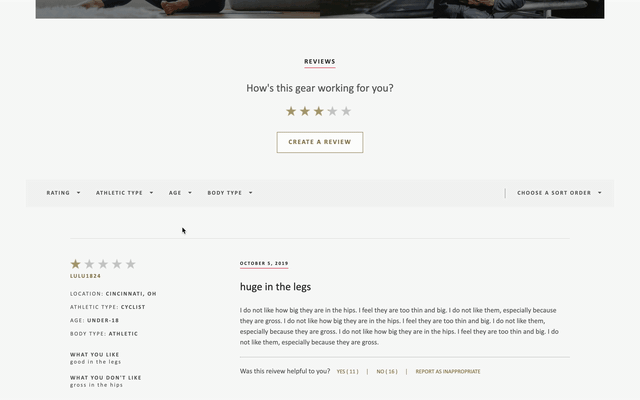 REVIEWS
How's this gear working for you?
CREATE A REVIEW
RATING ATHLETIC TYPE AGE BODY TYPE CHOOSE A SORT ORDER
LULU1824
LOCATION: CINCINNATI, OH
ATHLETIC TYPE: CYCLIST
AGE: UNDER-18
BODY TYPE: ATHLETIC
WHAT YOU LIKE
good in the legs
WHAT YOU DON'T LIKE
gross in the hips
OCTOBER 5, 2019
huge in the legs
I do not like how big they are in the hips. I feel they are too thin and big. I do not like them, especially because
they are gross. I do not like how big they are in the hips. I feel they are too thin and big. I do not like them,
especially because they are gross. I do not like how big they are in the hips. I feel they are too thin and big. I do
not like them, especially because they are gross.
Was this reivew helpful to you? YES ( 11 ) | NO ( 16 ) | REPORT AS INAPPROPRIATE